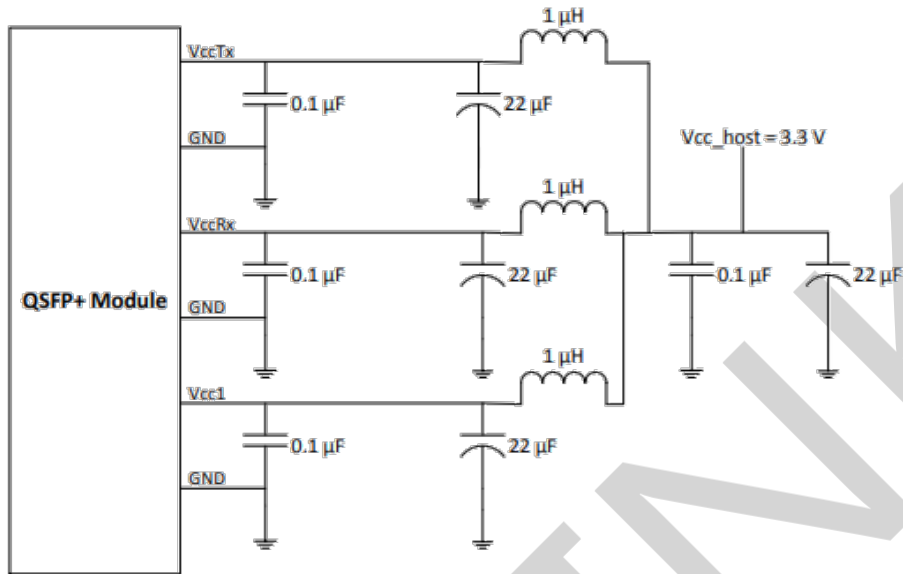 1 µH
VccTx
0.1 µF
22 µF
GND
Vcc_host = 3.3 V
1 µH
VccRx
0.1 µF
22 µF
0.1 µF
22 µF
QSFP+ Module
GND
1 µH
Vcc1
0.1 µF
22 µF
GND